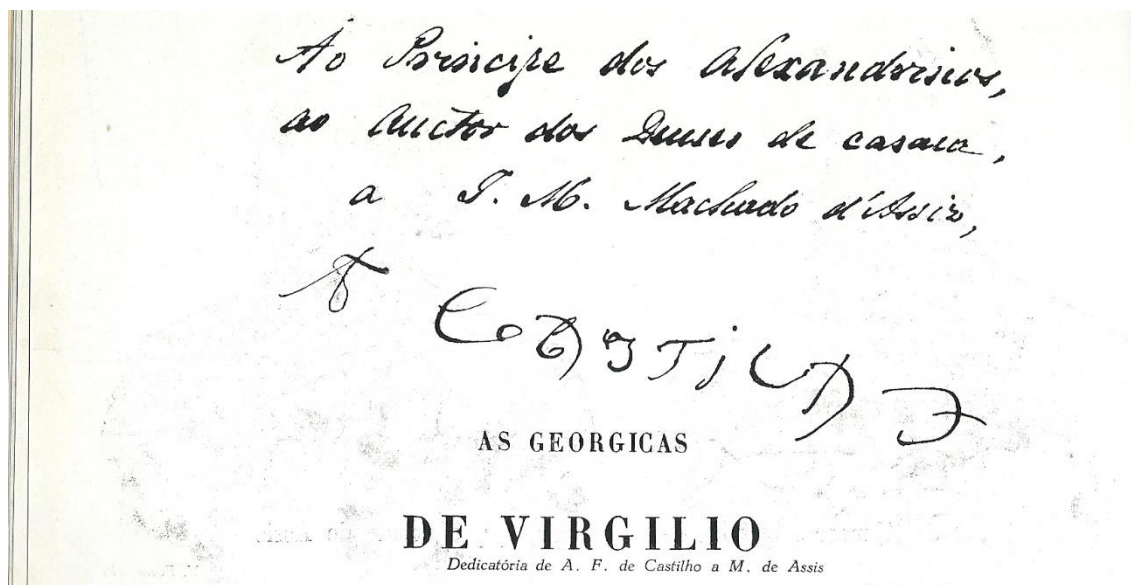 Ao Principe dos Alexandrinos,
ao Auctor dos Deuses de casaca,
a J. M. Machado d'Assis,
A Castilho
AS GEORGICAS
DE VIRGILIO
Dedicatória de A. F. de Castilho a M. de Assis